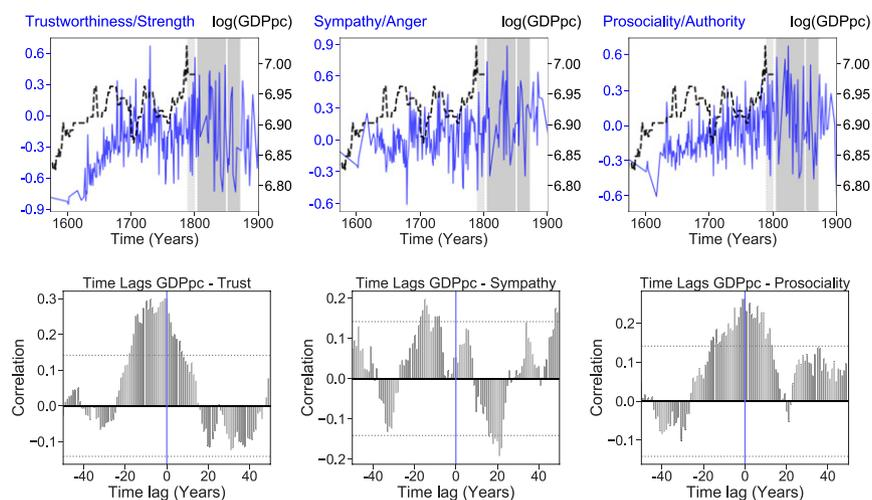 Trustworthiness/Strength log(GDPpc)
0.6
0.3
0.0
-0.3
-0.6
-0.9
7.00
6.95
6.90
6.85
6.80
1600 1700 1800 1900
Time (Years)
Sympathy/Anger log(GDPpc)
0.9
0.6
0.3
0.0
-0.3
-0.6
7.00
6.95
6.90
6.85
6.80
1600 1700 1800 1900
Time (Years)
Prosociality/Authority log(GDPpc)
0.6
0.3
0.0
-0.3
-0.6
7.00
6.95
6.90
6.85
6.80
1600 1700 1800 1900
Time (Years)
Time Lags GDPpc - Trust
Correlation
0.3
0.2
0.1
0.0
−0.1
-40 -20 0 20 40
Time lag (Years)
Time Lags GDPpc - Sympathy
Correlation
0.2
0.1
0.0
−0.1
−0.2
-40 -20 0 20 40
Time lag (Years)
Time Lags GDPpc - Prosociality
Correlation
0.2
0.1
0.0
−0.1
-40 -20 0 20 40
Time lag (Years)